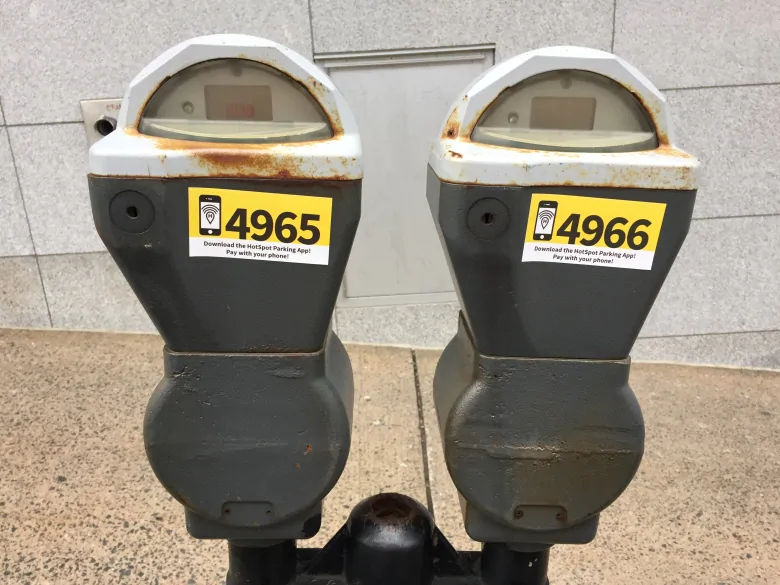 4965
Download the HotSpot Parking App!
Pay with your phone!
4966
Download the HotSpot Parking App!
Pay with your phone!